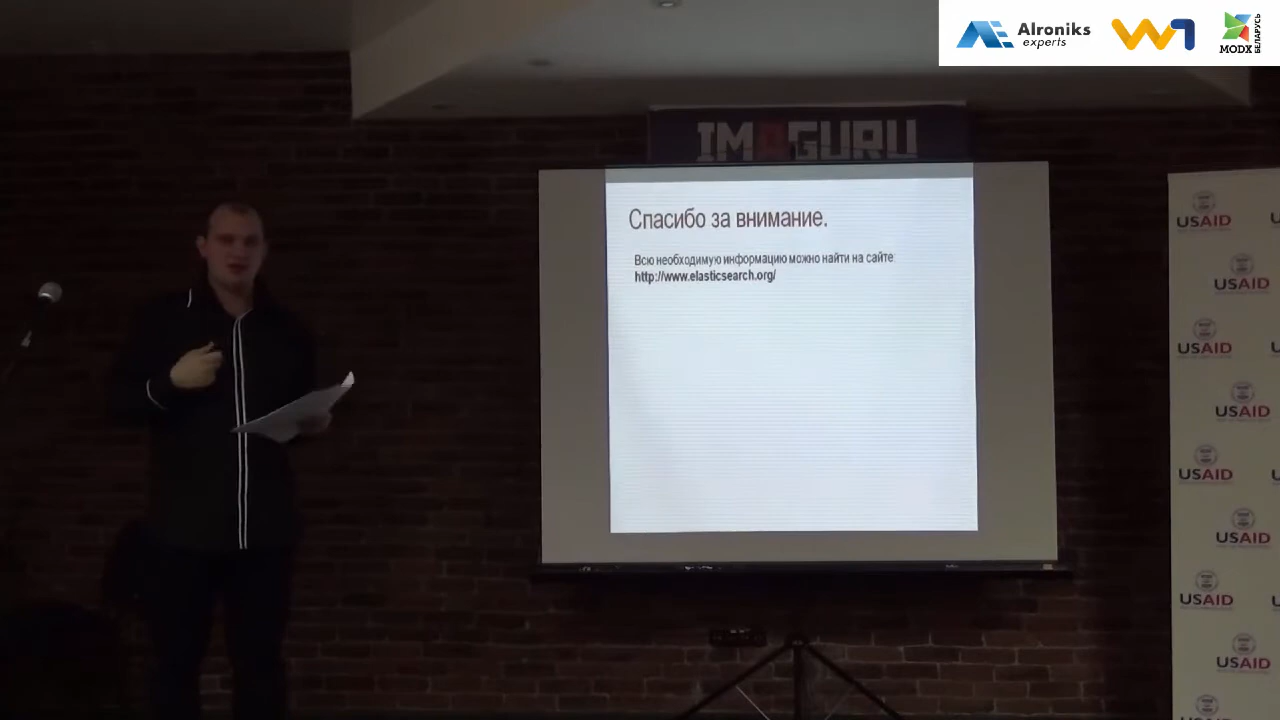 Alroniks
experts
MODX
БЕЛАРУСЬ
IMAGURU
Спасибо за внимание.
Всю необходимую информацию можно найти на сайте
http://www.elasticsearch.org/
USAID
USAID
USAID
USAID
USAID
USAID
USAID
USAID